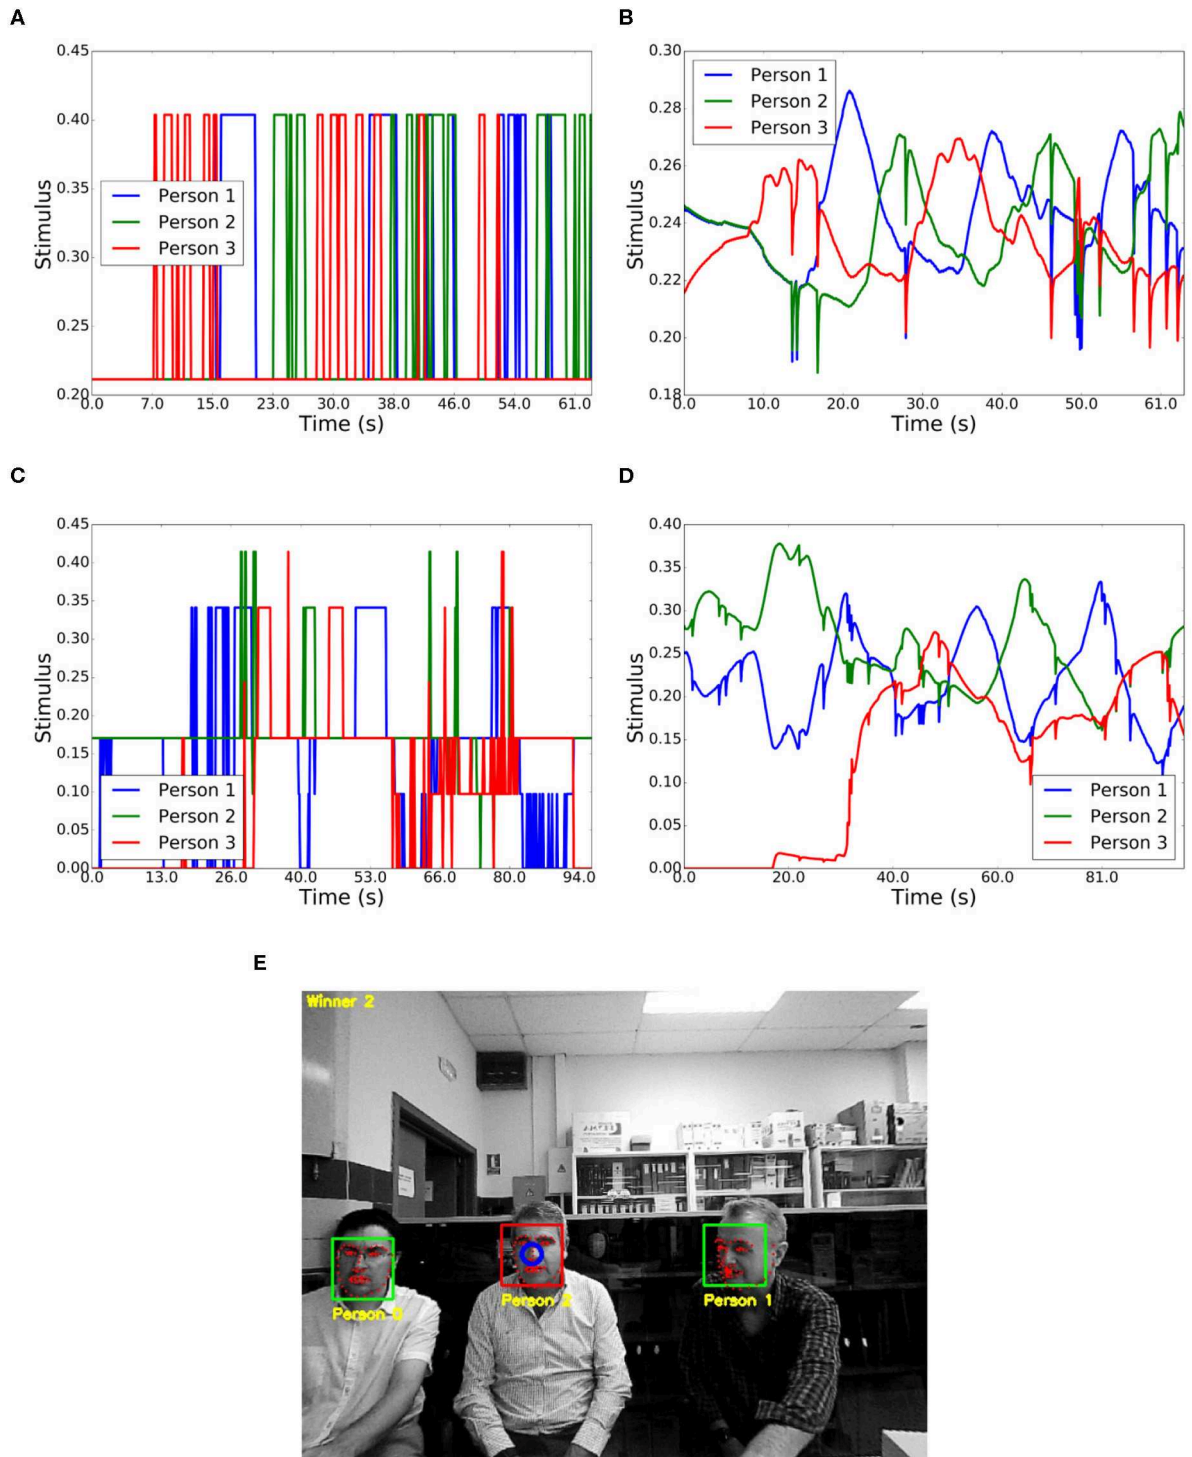 A
B
0.45
0.40
0.35
0.30
0.25
0.20
Stimulus
Person 1
Person 2
Person 3
0.0 7.0 15.0 23.0 30.0 38.0 46.0 54.0 61.0
Time (s)
0.30
0.28
0.26
0.24
0.22
0.20
0.18
Stimulus
Person 1
Person 2
Person 3
0.0 10.0 20.0 30.0 40.0 50.0 61.0
Time (s)
C
D
0.45
0.40
0.35
0.30
0.25
0.20
0.15
0.10
0.05
0.00
Stimulus
Person 1
Person 2
Person 3
0.0 13.0 26.0 40.0 53.0 66.0 80.0 94.0
Time (s)
0.40
0.35
0.30
0.25
0.20
0.15
0.10
0.05
0.00
Stimulus
Person 1
Person 2
Person 3
0.0 20.0 40.0 60.0 81.0
Time (s)
E
Winner 2
Person 0
Person 2
Person 1